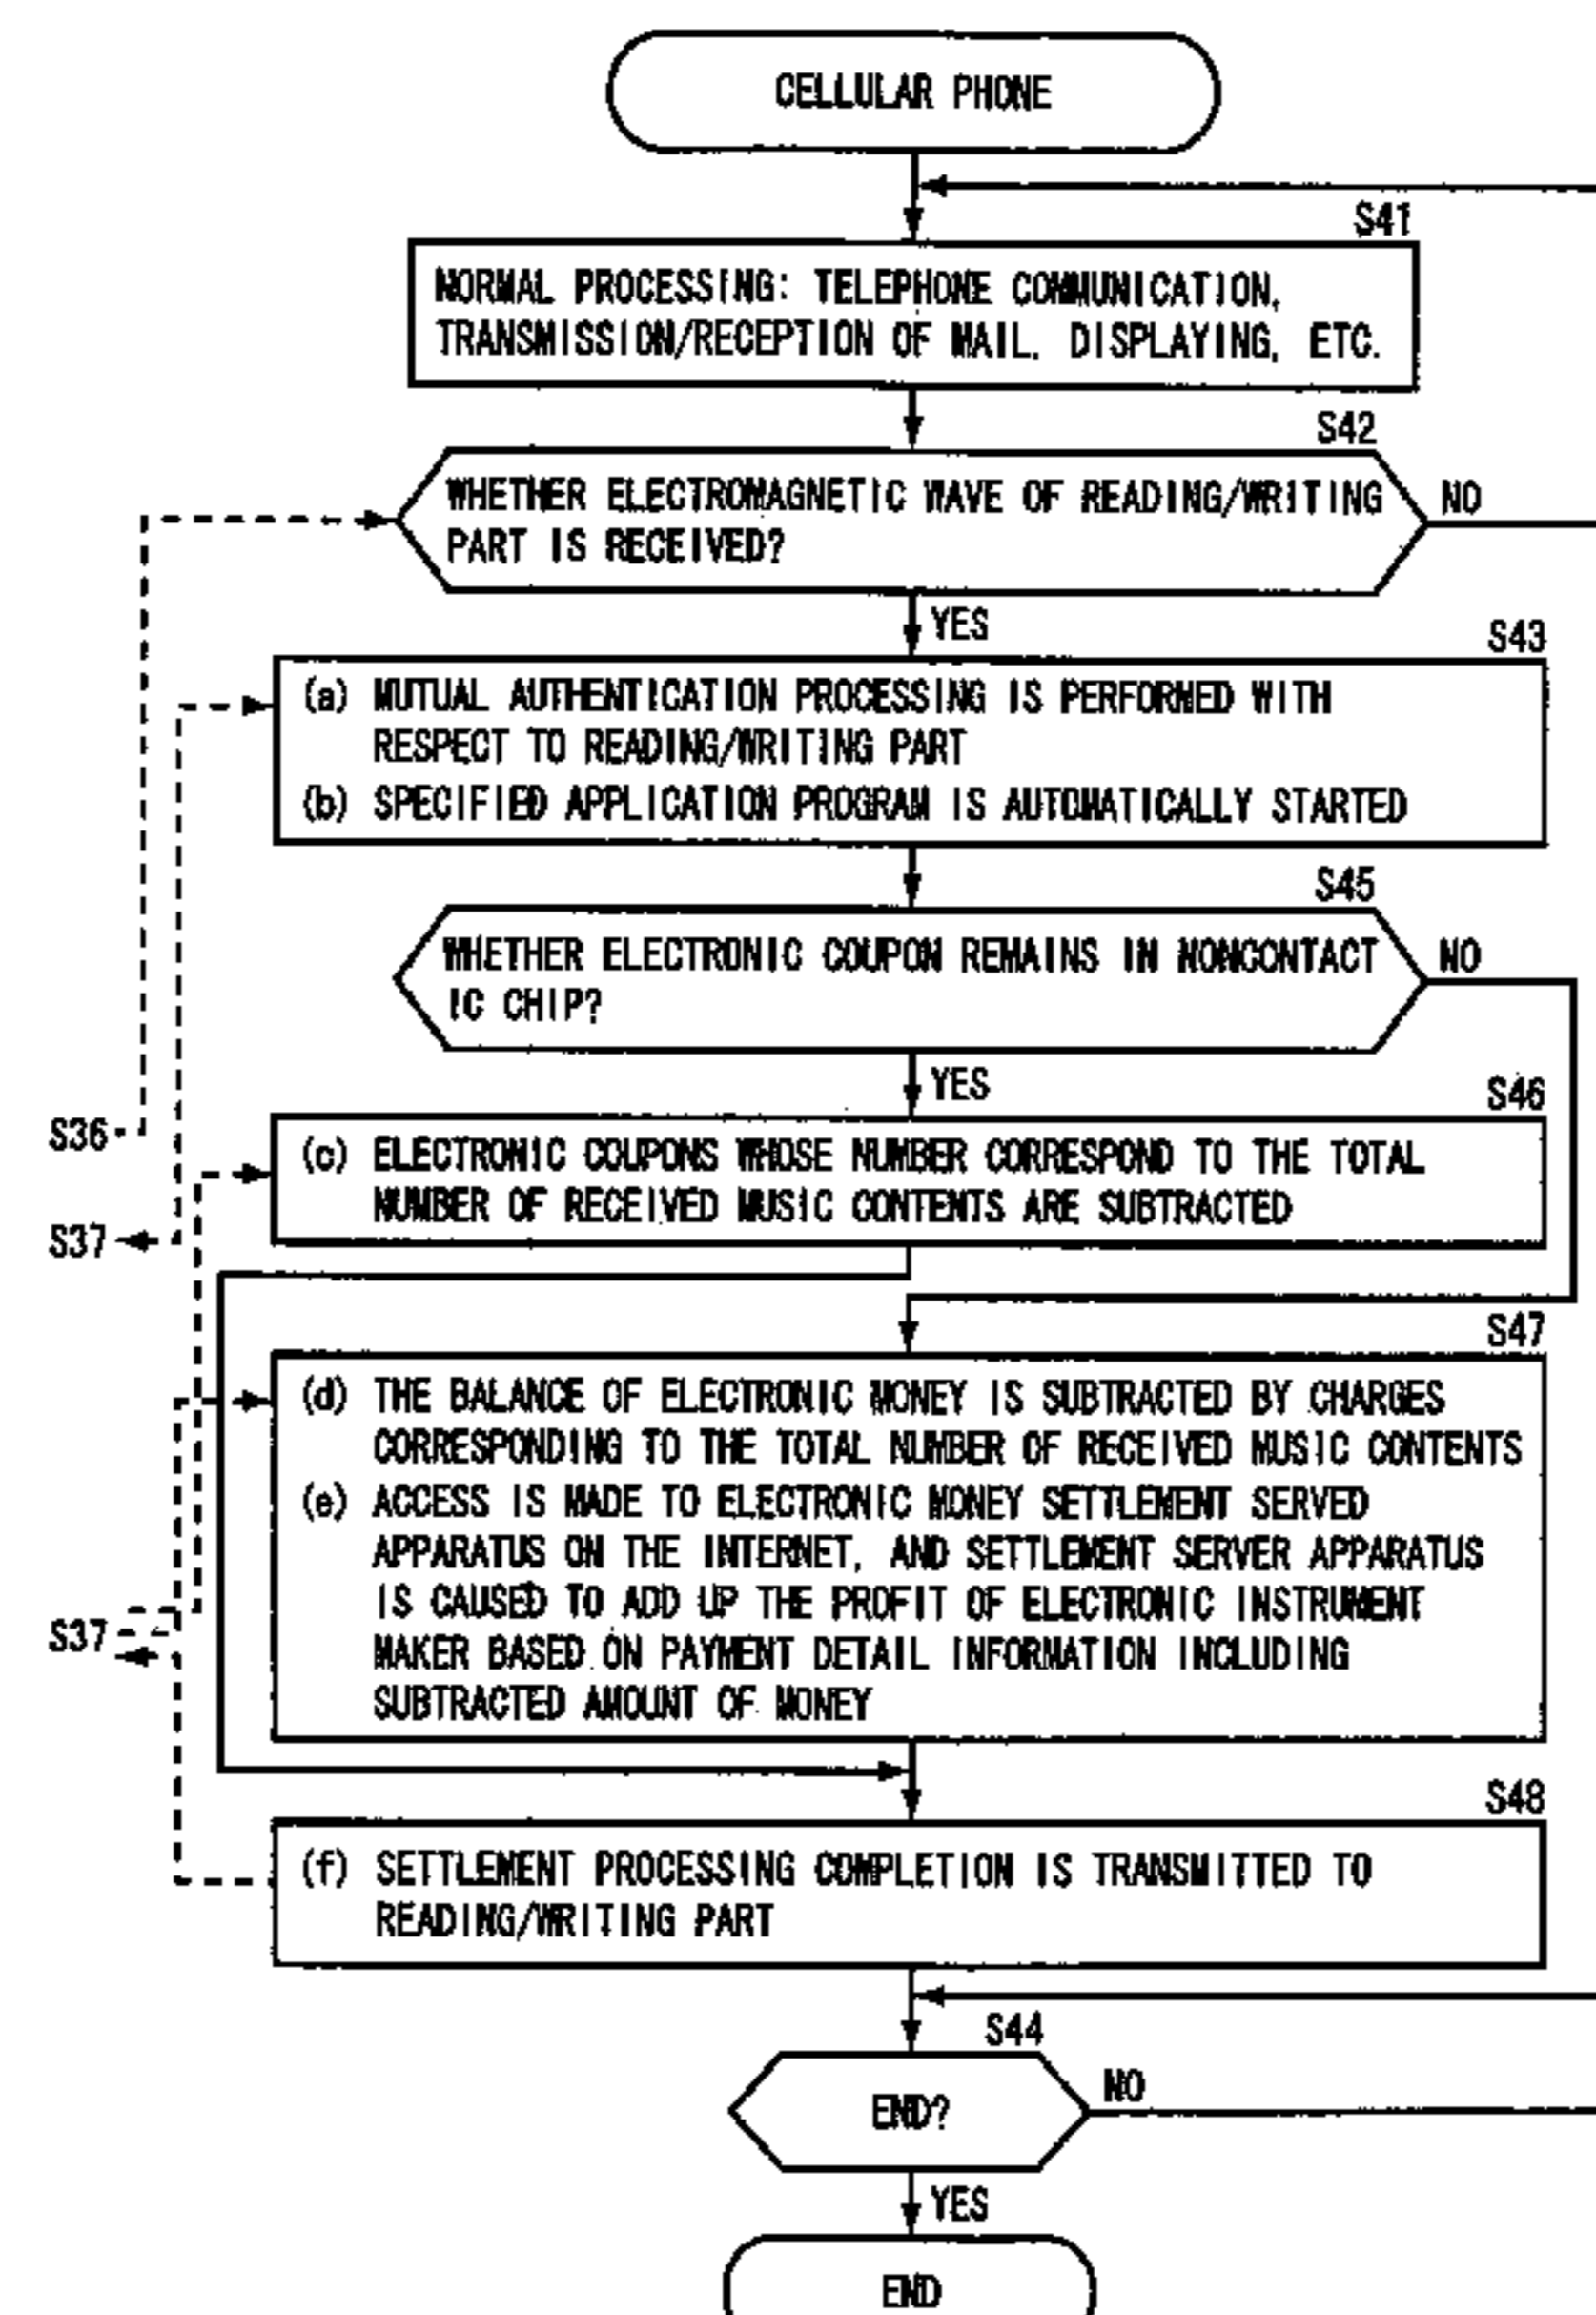 CELLULAR PHONE
S41
NORMAL PROCESSING: TELEPHONE COMMUNICATION,
TRANSMISSION/RECEPTION OF MAIL, DISPLAYING, ETC.
S42
WHETHER ELECTROMAGNETIC WAVE OF READING/WRITING
PART IS RECEIVED?
NO
YES
S43
(a) MUTUAL AUTHENTICATION PROCESSING IS PERFORMED WITH
RESPECT TO READING/WRITING PART
(b) SPECIFIED APPLICATION PROGRAM IS AUTOMATICALLY STARTED
S45
WHETHER ELECTRONIC COUPON REMAINS IN NONCONTACT
IC CHIP?
NO
YES
S36
S46
(c) ELECTRONIC COUPONS WHOSE NUMBER CORRESPOND TO THE TOTAL
NUMBER OF RECEIVED MUSIC CONTENTS ARE SUBTRACTED
S37
S47
(d) THE BALANCE OF ELECTRONIC MONEY IS SUBTRACTED BY CHARGES
CORRESPONDING TO THE TOTAL NUMBER OF RECEIVED MUSIC CONTENTS
(e) ACCESS IS MADE TO ELECTRONIC MONEY SETTLEMENT SERVED
APPARATUS ON THE INTERNET, AND SETTLEMENT SERVER APPARATUS
IS CAUSED TO ADD UP THE PROFIT OF ELECTRONIC INSTRUMENT
MAKER BASED ON PAYMENT DETAIL INFORMATION INCLUDING
SUBTRACTED AMOUNT OF MONEY
S37
S48
(f) SETTLEMENT PROCESSING COMPLETION IS TRANSMITTED TO
READING/WRITING PART
S44
END?
NO
YES
END